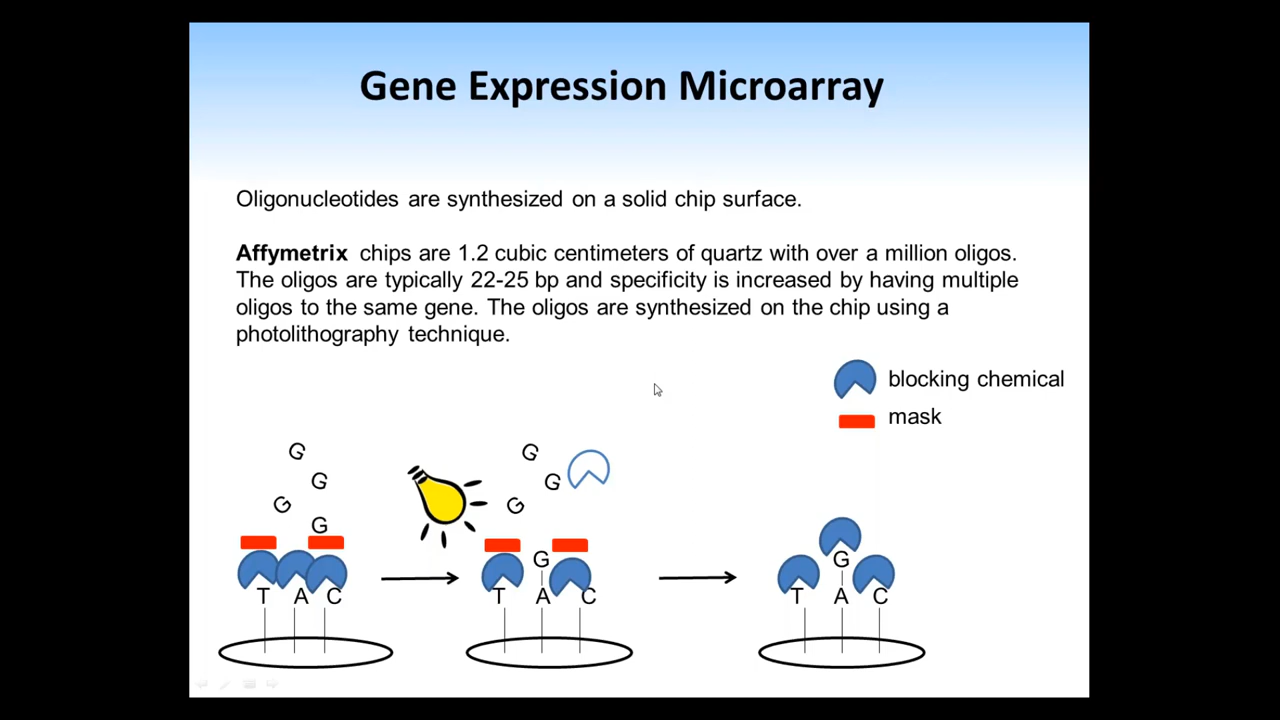 Gene Expression Microarray
Oligonucleotides are synthesized on a solid chip surface.
Affymetrix chips are 1.2 cubic centimeters of quartz with over a million oligos.
The oligos are typically 22-25 bp and specificity is increased by having multiple
oligos to the same gene. The oligos are synthesized on the chip using a
photolithography technique.
blocking chemical
mask
G
G
G
G
T A C
G
G
G
G
T A C
G
T A C